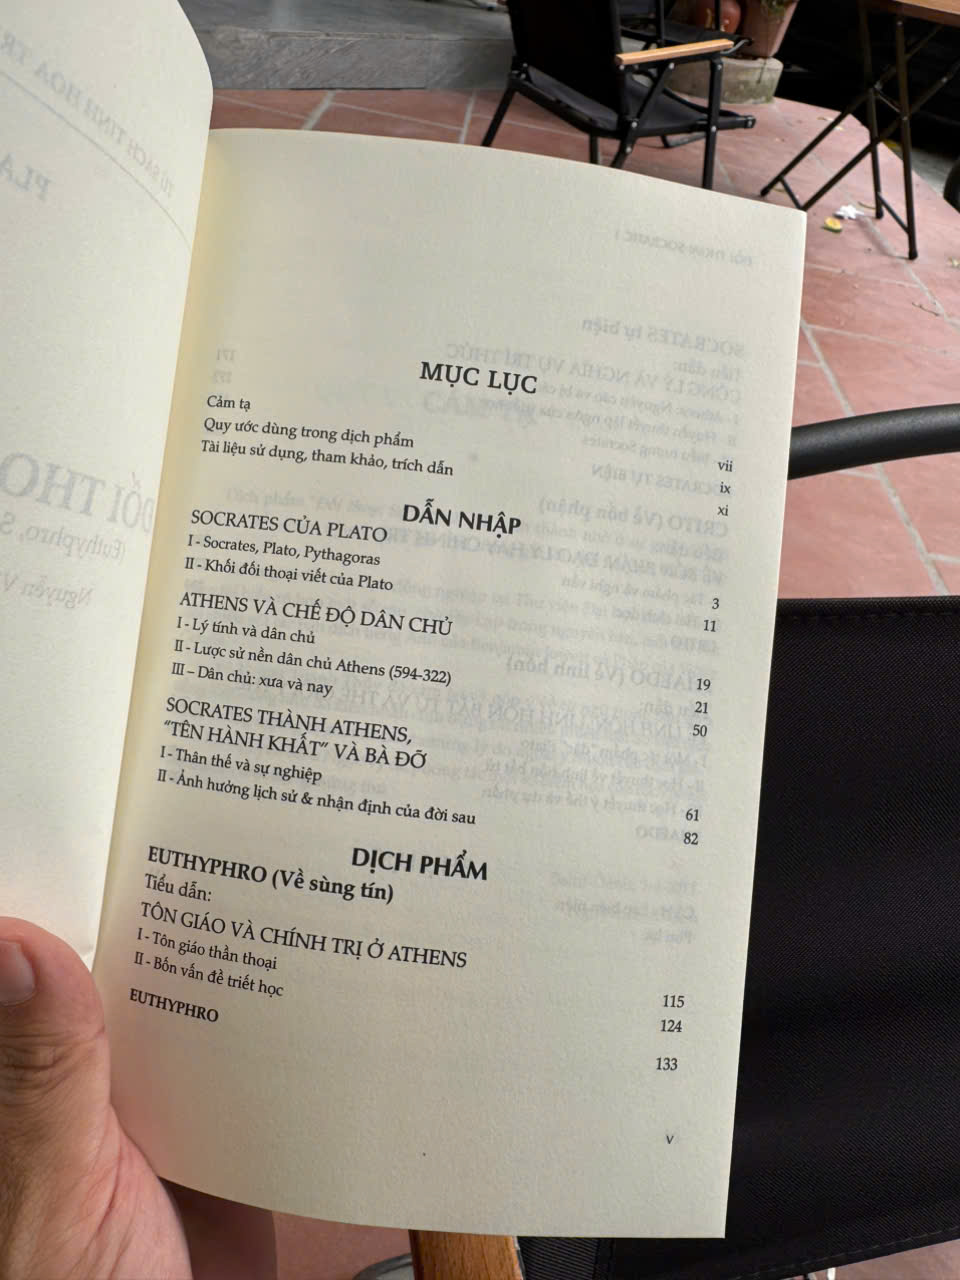 MỤC LỤC
Cảm tạ vii
Quy ước dùng trong dịch phẩm ix
Tài liệu sử dụng, tham khảo, trích dẫn xi
DẪN NHẬP
SOCRATES CỦA PLATO
I - Socrates, Plato, Pythagoras 3
II - Khối đối thoại viết của Plato 11
ATHENS VÀ CHẾ ĐỘ DÂN CHỦ
I - Lý tính và dân chủ 19
II - Lược sử nền dân chủ Athens (594-322) 21
III – Dân chủ: xưa và nay 50
SOCRATES THÀNH ATHENS,
“TÊN HÀNH KHẤT” VÀ BÀ ĐỠ
I - Thân thế và sự nghiệp 61
II - Ảnh hưởng lịch sử & nhận định của đời sau 82
DỊCH PHẨM
EUTHYPHRO (Về sùng tín)
Tiểu dẫn:
TÔN GIÁO VÀ CHÍNH TRỊ Ở ATHENS
I - Tôn giáo thần thoại 115
II - Bốn vấn đề triết học 124
EUTHYPHRO 133
v